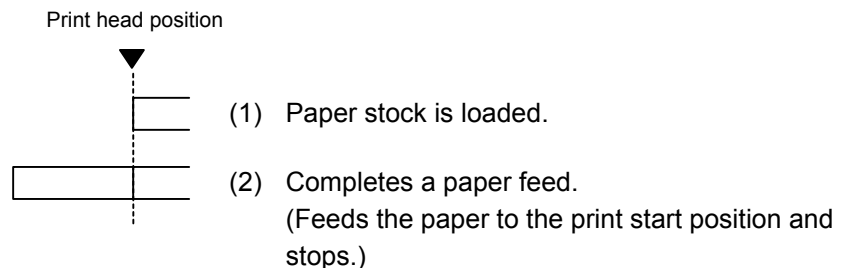 Print head position
(1) Paper stock is loaded.
(2) Completes a paper feed.
(Feeds the paper to the print start position and
stops.)